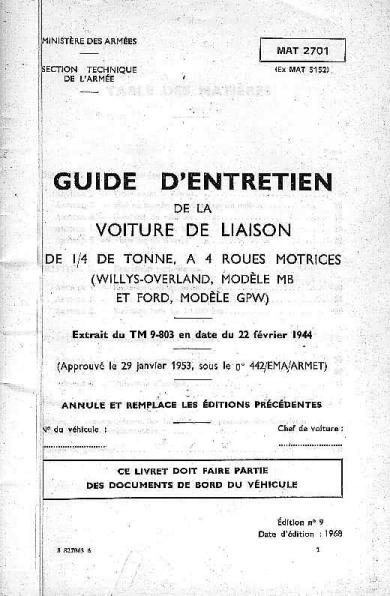 MINISTÈRE DES ARMÉES
MAT 2701
SECTION TECHNIQUE
DE L'ARMÉE
(Ex MAT 5152)
GUIDE D'ENTRETIEN
DE LA
VOITURE DE LIAISON
DE 1/4 DE TONNE, A 4 ROUES MOTRICES
(WILLYS-OVERLAND, MODÈLE MB
ET FORD, MODÈLE GPW)
Extrait du TM 9-803 en date du 22 février 1944
(Approuvé le 29 janvier 1953, sous le n° 442/EMA/ARMET)
ANNULE ET REMPLACE LES ÉDITIONS PRÉCÉDENTES
N° du véhicule :
Chef de voiture :
CE LIVRET DOIT FAIRE PARTIE
DES DOCUMENTS DE BORD DU VÉHICULE
Édition n° 9
Date d'édition : 1968
3 827063 6
1